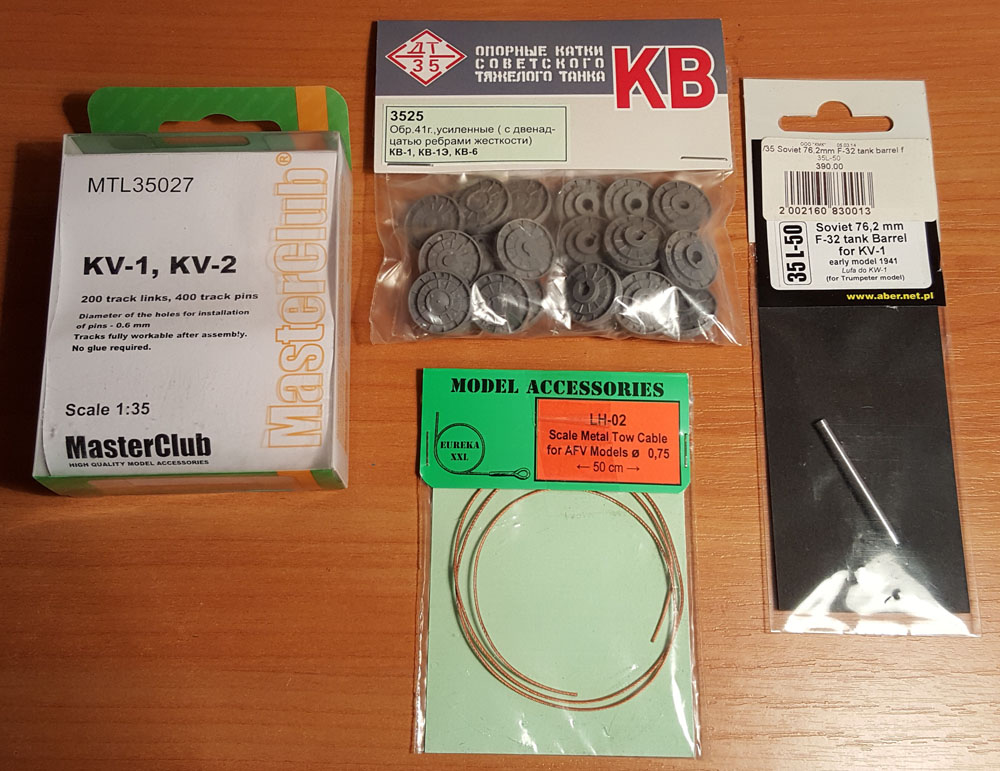 MTL35027
KV-1, KV-2
200 track links, 400 track pins
Diameter of the holes for installation
of pins - 0.6 mm
Tracks fully workable after assembly.
No glue required.
Scale 1:35
MasterClub
HIGH QUALITY MODEL ACCESSORIES
MasterClub®
ДТ
35
ОПОРНЫЕ КАТКИ
СОВЕТСКОГО
ТЯЖЕЛОГО ТАНКА
КВ
3525
Обр.41г.,усиленные ( с двенад-
цатью ребрами жесткости)
КВ-1, КВ-1Э, КВ-6
MODEL ACCESSORIES
EUREKA
XXL
LH-02
Scale Metal Tow Cable
for AFV Models ø 0,75
← 50 cm →
ООО "КИК" 05.03.14
/35 Soviet 76,2mm F-32 tank barrel f
35L-50
390.00
2 002160 830013
35 L-50
Soviet 76,2 mm
F-32 tank Barrel
for KV-1
early model 1941
Lufa do KW-1
(for Trumpeter model)
www.aber.net.pl